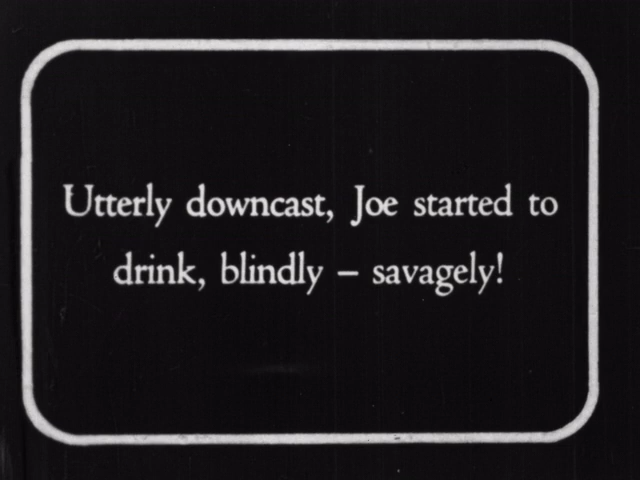 Utterly downcast, Joe started to
drink, blindly – savagely!